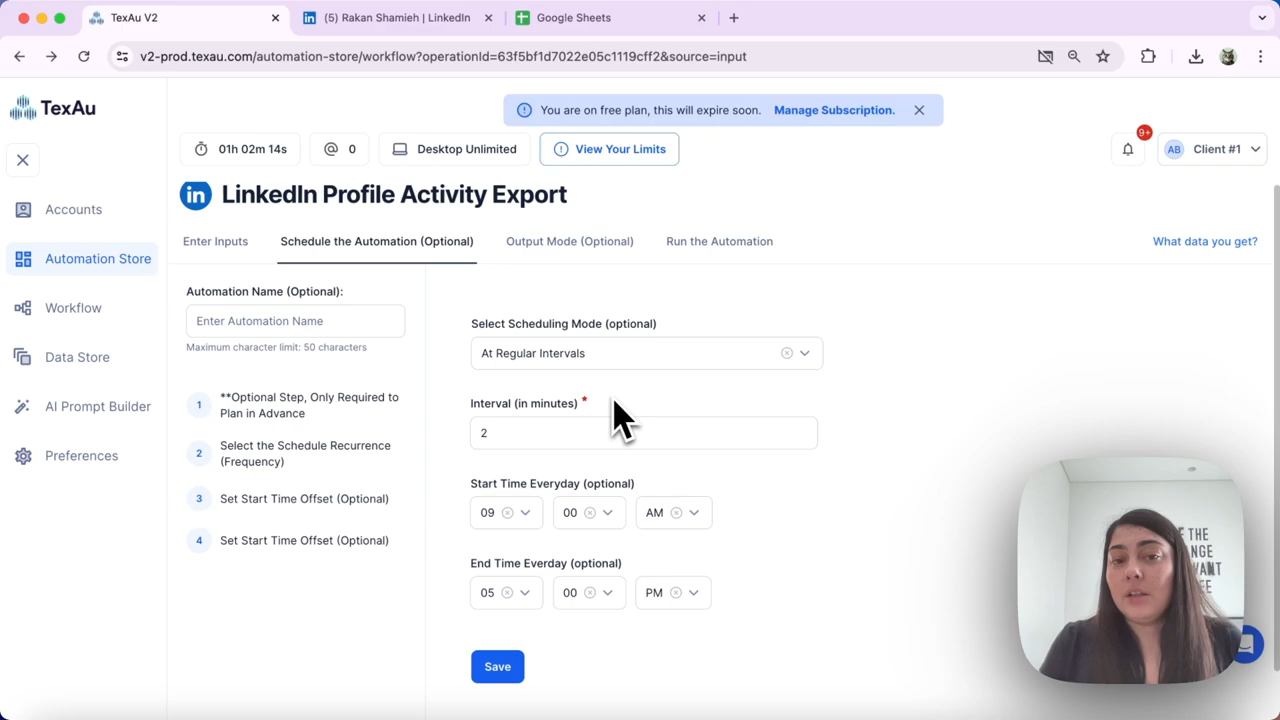 TexAu V2
(5) Rakan Shamieh | LinkedIn
Google Sheets
v2-prod.texau.com/automation-store/workflow?operationId=63f5bf1d7022e05c1119cff2&source=input
TexAu
You are on free plan, this will expire soon. Manage Subscription.
01h 02m 14s
0
Desktop Unlimited
View Your Limits
9+
AB
Client #1
in
LinkedIn Profile Activity Export
Enter Inputs
Schedule the Automation (Optional)
Output Mode (Optional)
Run the Automation
What data you get?
Accounts
Automation Store
Workflow
Data Store
AI Prompt Builder
Preferences
Automation Name (Optional):
Enter Automation Name
Maximum character limit: 50 characters
1
**Optional Step, Only Required to
Plan in Advance
2
Select the Schedule Recurrence
(Frequency)
3
Set Start Time Offset (Optional)
4
Set Start Time Offset (Optional)
Select Scheduling Mode (optional)
At Regular Intervals
Interval (in minutes) *
2
Start Time Everyday (optional)
09
00
AM
End Time Everday (optional)
05
00
PM
Save
THE